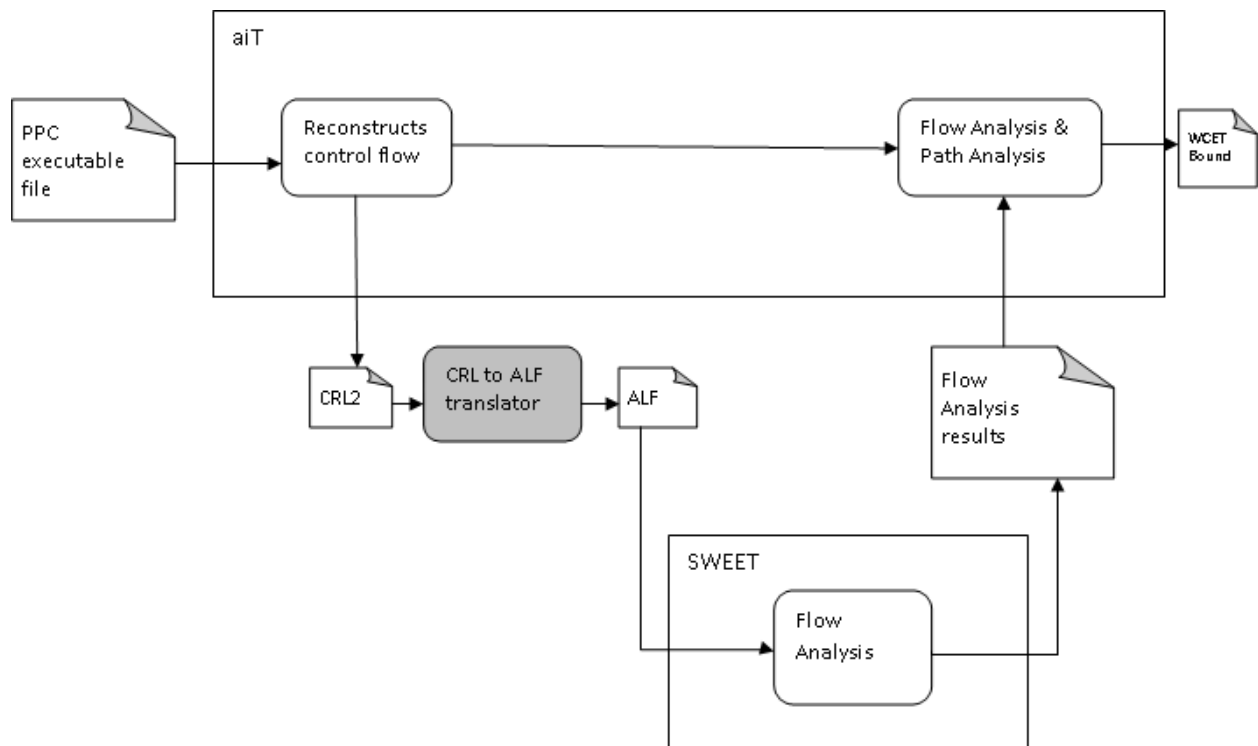 aiT
PPC
executable
file
Reconstructs
control flow
Flow Analysis &
Path Analysis
WCET
Bound
CRL2
CRL to ALF
translator
ALF
Flow
Analysis
results
SWEET
Flow
Analysis